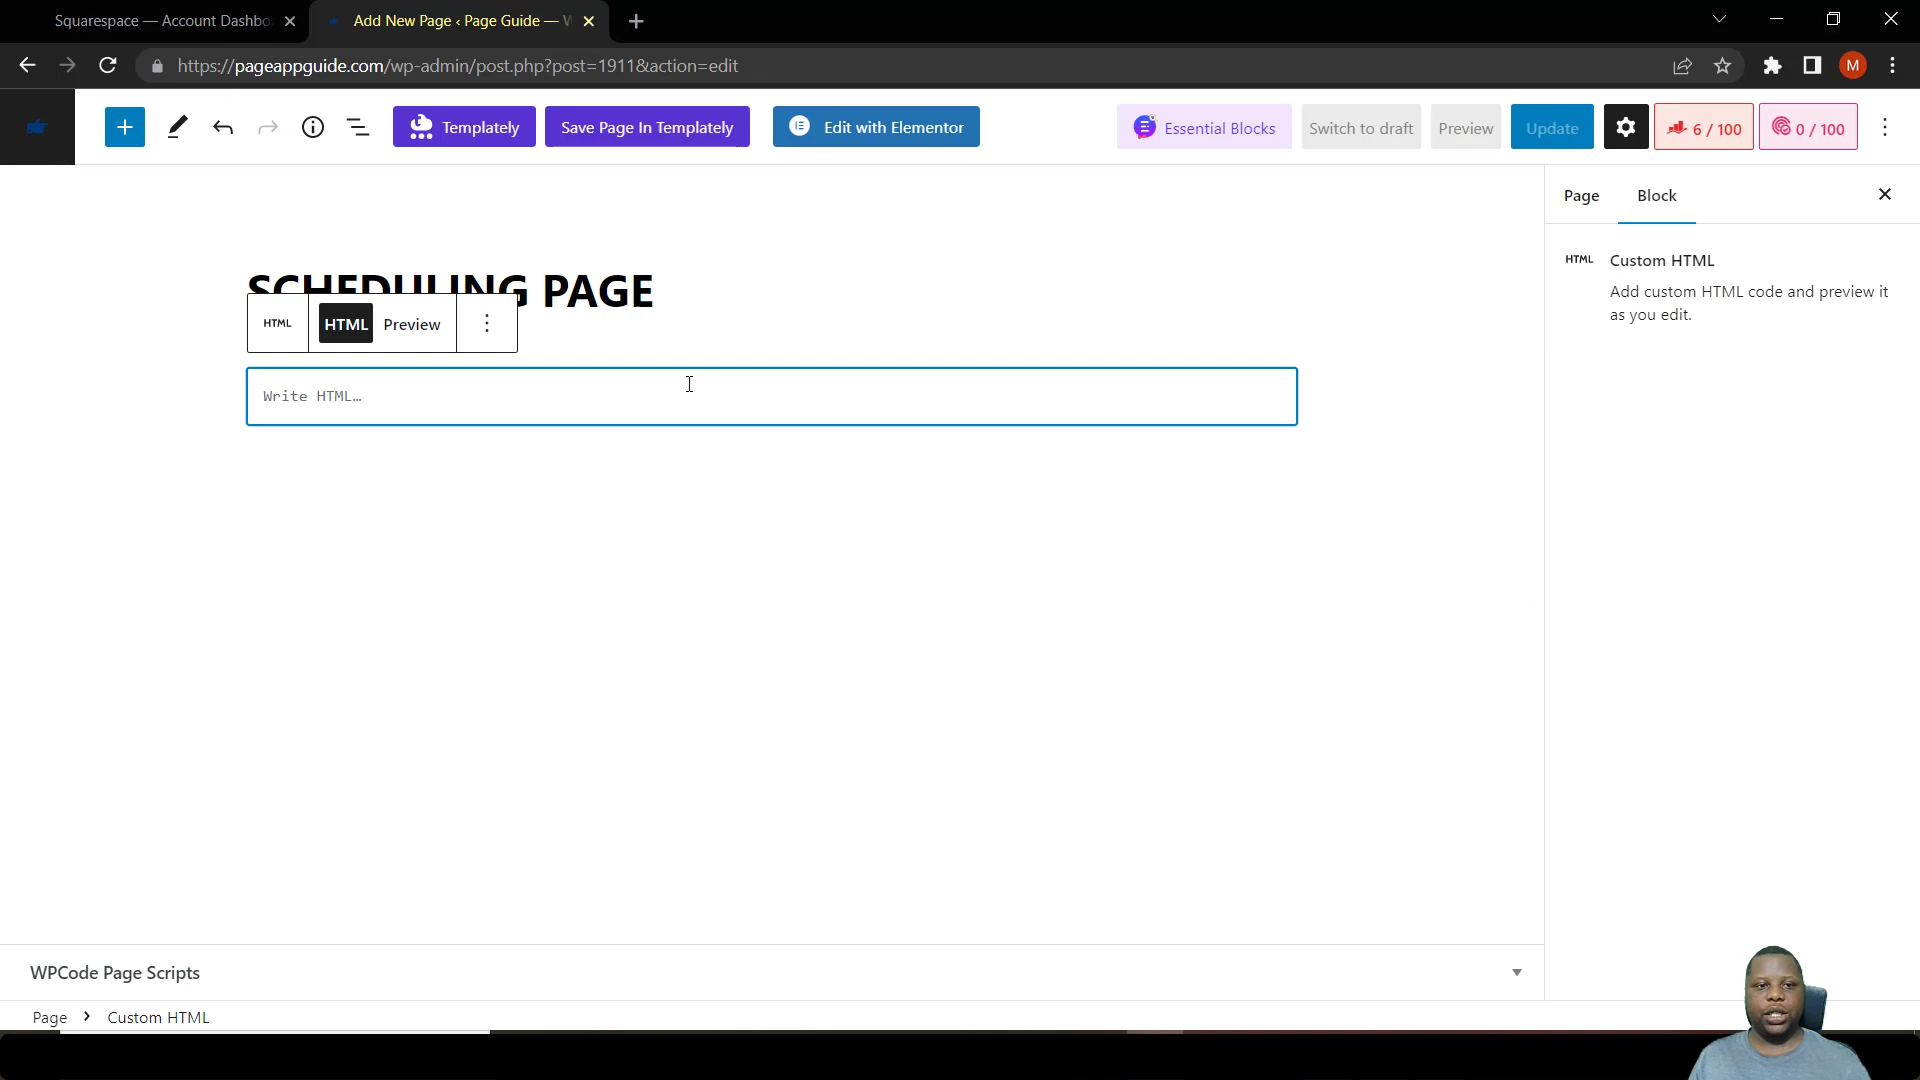 Squarespace — Account Dashbo
Add New Page ‹ Page Guide — W
https://pageappguide.com/wp-admin/post.php?post=1911&action=edit
M
Templately
Save Page In Templately
Edit with Elementor
Essential Blocks
Switch to draft
Preview
Update
6 / 100
0 / 100
Page
Block
SCHEDULING PAGE
HTML
HTML
Preview
Write HTML…
HTML
Custom HTML
Add custom HTML code and preview it
as you edit.
WPCode Page Scripts
Page › Custom HTML